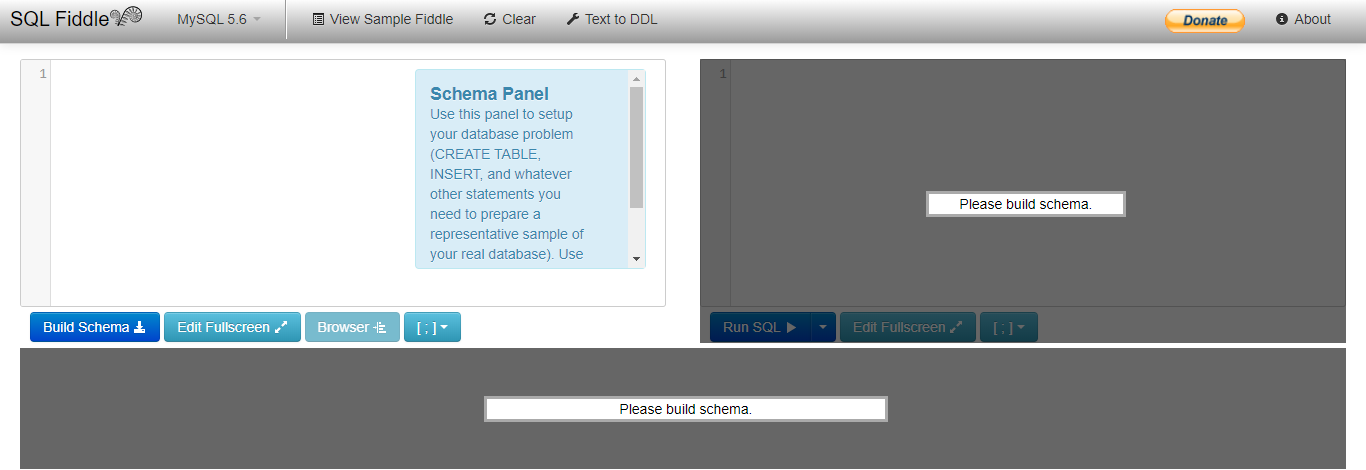 SQL Fiddle
MySQL 5.6
View Sample Fiddle
Clear
Text to DDL
Donate
About
1
Schema Panel
Use this panel to setup
your database problem
(CREATE TABLE,
INSERT, and whatever
other statements you
need to prepare a
representative sample of
your real database). Use
Build Schema
Edit Fullscreen
Browser
[ ; ]
1
Please build schema.
Run SQL
Edit Fullscreen
[ ; ]
Please build schema.